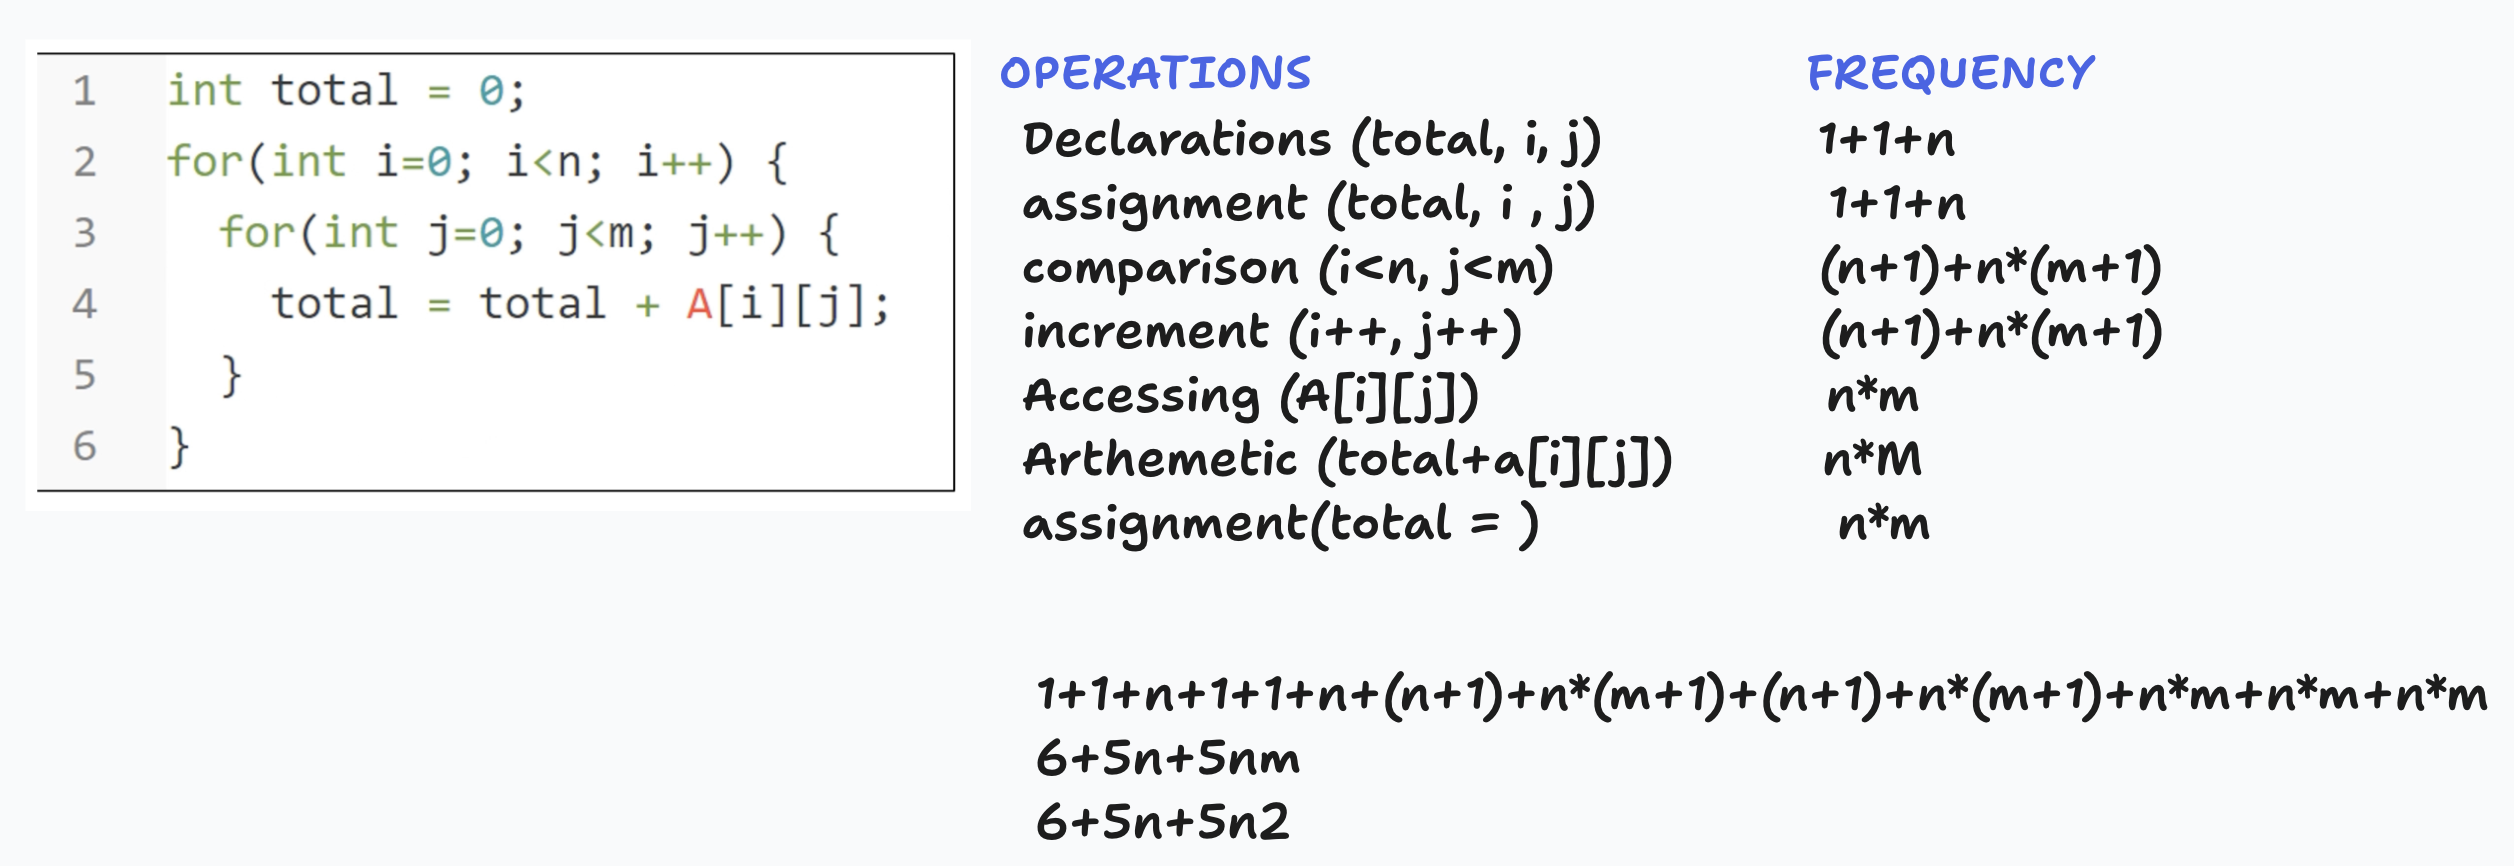 1 int total = 0;
2 for(int i=0; i<n; i++) {
3 for(int j=0; j<m; j++) {
4 total = total + A[i][j];
5 }
6 }
OPERATIONS FREQUENCY
Declarations (total, i, j) 1+1+n
assignment (total, i , j) 1+1+n
comparison (i<n, j<m) (n+1)+n*(m+1)
increment (i++, j++) (n+1)+n*(m+1)
Accessing (A[i][j]) n*m
Arthemetic (total+a[i][j]) n*M
assignment(total = ) n*m
1+1+n+1+1+n+(n+1)+n*(m+1)+(n+1)+n*(m+1)+n*m+n*m+n*m
6+5n+5nm
6+5n+5n2